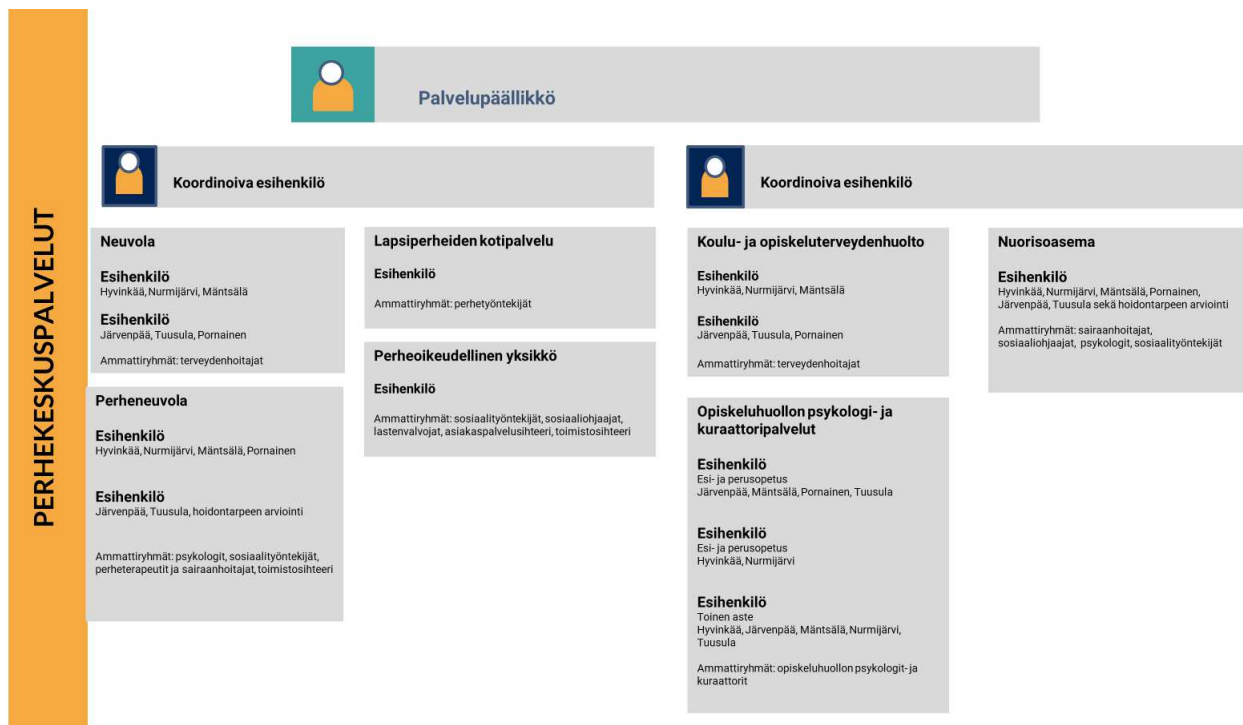 PERHEKESKUSPALVELUT
Palvelupäällikkö
Koordinoiva esihenkilö
Neuvola
Esihenkilö
Hyvinkää, Nurmijärvi, Mäntsälä
Esihenkilö
Järvenpää, Tuusula, Pornainen
Ammattiryhmät: terveydenhoitajat
Perheneuvola
Esihenkilö
Hyvinkää, Nurmijärvi, Mäntsälä, Pornainen
Esihenkilö
Järvenpää, Tuusula, hoidontarpeen arviointi
Ammattiryhmät: psykologit, sosiaalityöntekijät,
perheterapeutit ja sairaanhoitajat, toimistosihteeri
Lapsiperheiden kotipalvelu
Esihenkilö
Ammattiryhmät: perhetyöntekijät
Perheoikeudellinen yksikkö
Esihenkilö
Ammattiryhmät: sosiaalityöntekijät, sosiaaliohjaajat,
lastenvalvojat, asiakaspalvelusihteeri, toimistosihteeri
Koordinoiva esihenkilö
Koulu- ja opiskeluterveydenhuolto
Esihenkilö
Hyvinkää, Nurmijärvi, Mäntsälä
Esihenkilö
Järvenpää, Tuusula, Pornainen
Ammattiryhmät: terveydenhoitajat
Opiskeluhuollon psykologi- ja
kuraattoripalvelut
Esihenkilö
Esi- ja perusopetus
Järvenpää, Mäntsälä, Pornainen, Tuusula
Esihenkilö
Esi- ja perusopetus
Hyvinkää, Nurmijärvi
Esihenkilö
Toinen aste
Hyvinkää, Järvenpää, Mäntsälä, Nurmijärvi,
Tuusula
Ammattiryhmät: opiskeluhuollon psykologit- ja
kuraattorit
Nuorisoasema
Esihenkilö
Hyvinkää, Nurmijärvi, Mäntsälä, Pornainen,
Järvenpää, Tuusula sekä hoidontarpeen arviointi
Ammattiryhmät: sairaanhoitajat,
sosiaaliohjaajat, psykologit, sosiaalityöntekijät